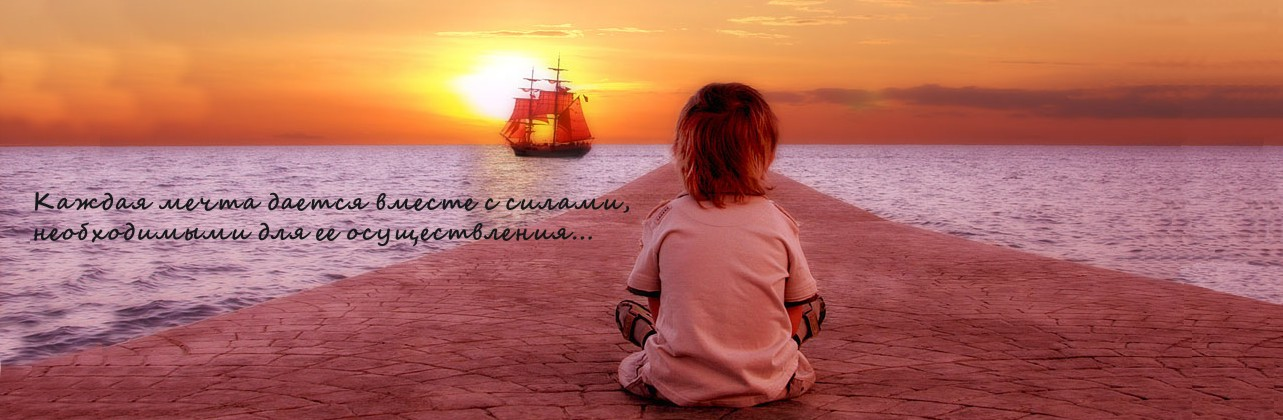 Каждая мечта дается вместе с силами,
необходимыми для ее осуществления...